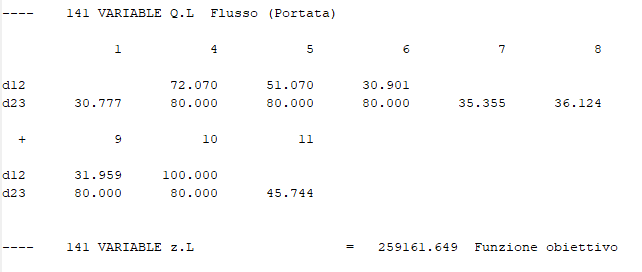 ---- 141 VARIABLE Q.L Flusso (Portata)
1 4 5 6 7 8
d12 72.070 51.070 30.901
d23 30.777 80.000 80.000 80.000 35.355 36.124
+ 9 10 11
d12 31.959 100.000
d23 80.000 80.000 45.744
---- 141 VARIABLE z.L = 259161.649 Funzione obiettivo